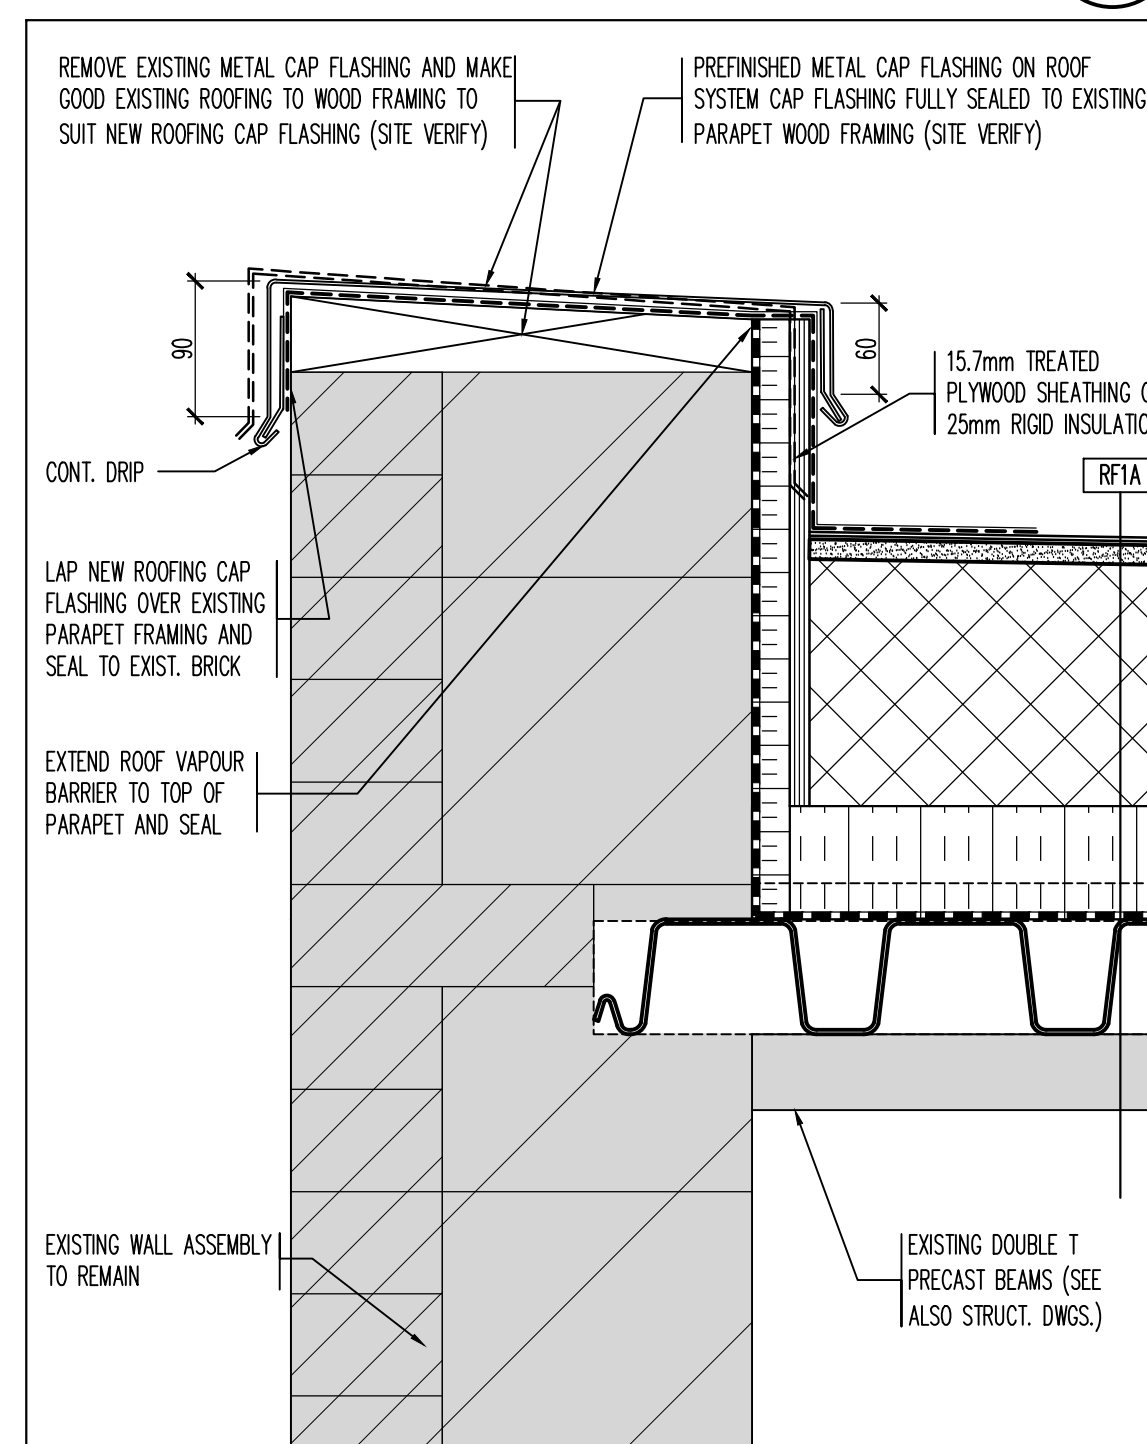 REMOVE EXISTING METAL CAP FLASHING AND MAKE
GOOD EXISTING ROOFING TO WOOD FRAMING TO
SUIT NEW ROOFING CAP FLASHING (SITE VERIFY)
PREFINISHED METAL CAP FLASHING ON ROOF
SYSTEM CAP FLASHING FULLY SEALED TO EXISTING
PARAPET WOOD FRAMING (SITE VERIFY)
90
60
15.7mm TREATED
PLYWOOD SHEATHING
25mm RIGID
RF1A
CONT. DRIP
LAP NEW ROOFING CAP
FLASHING OVER EXISTING
PARAPET FRAMING AND
SEAL TO EXIST. BRICK
EXTEND ROOF VAPOUR
BARRIER TO TOP OF
PARAPET AND SEAL
EXISTING WALL ASSEMBLY
TO REMAIN
EXISTING DOUBLE T
PRECAST BEAMS (SEE
ALSO STRUCT. DWGS.)